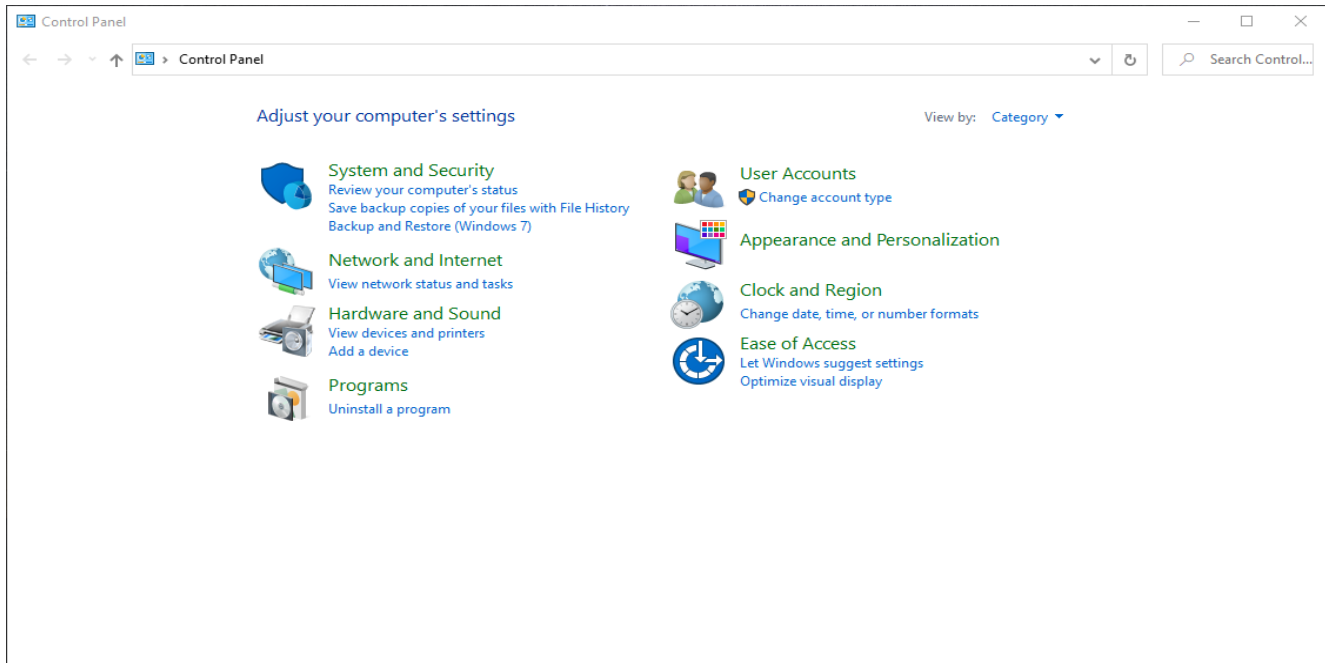 Control Panel
Control Panel
Search Control...
Adjust your computer's settings
View by: Category
System and Security
Review your computer's status
Save backup copies of your files with File History
Backup and Restore (Windows 7)
Network and Internet
View network status and tasks
Hardware and Sound
View devices and printers
Add a device
Programs
Uninstall a program
User Accounts
Change account type
Appearance and Personalization
Clock and Region
Change date, time, or number formats
Ease of Access
Let Windows suggest settings
Optimize visual display